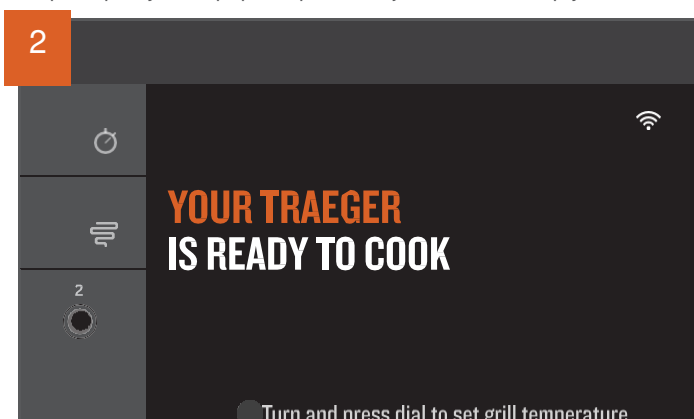 2
YOUR TRAEGER
IS READY TO COOK
2
Turn and press dial to set grill temperature